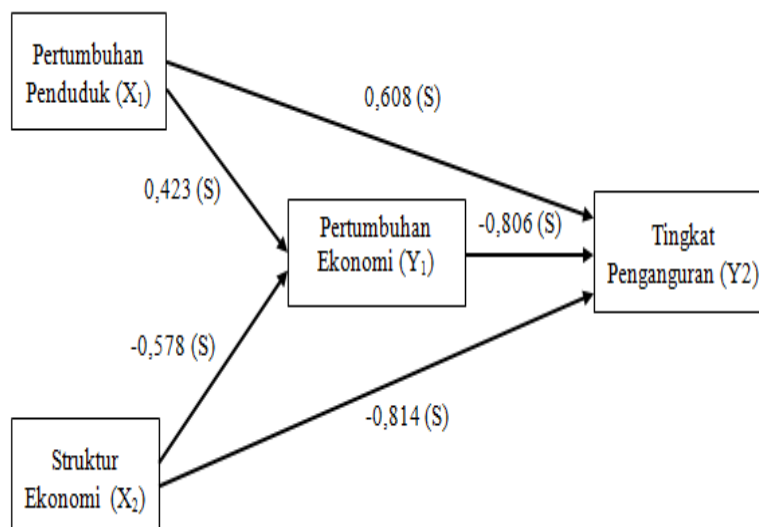 Pertumbuhan
Penduduk (X₁)
0,608 (S)
0,423 (S)
Pertumbuhan
Ekonomi (Y₁)
-0,806 (S)
Tingkat
Penganguran (Y2)
-0,578 (S)
-0,814 (S)
Struktur
Ekonomi (X₂)